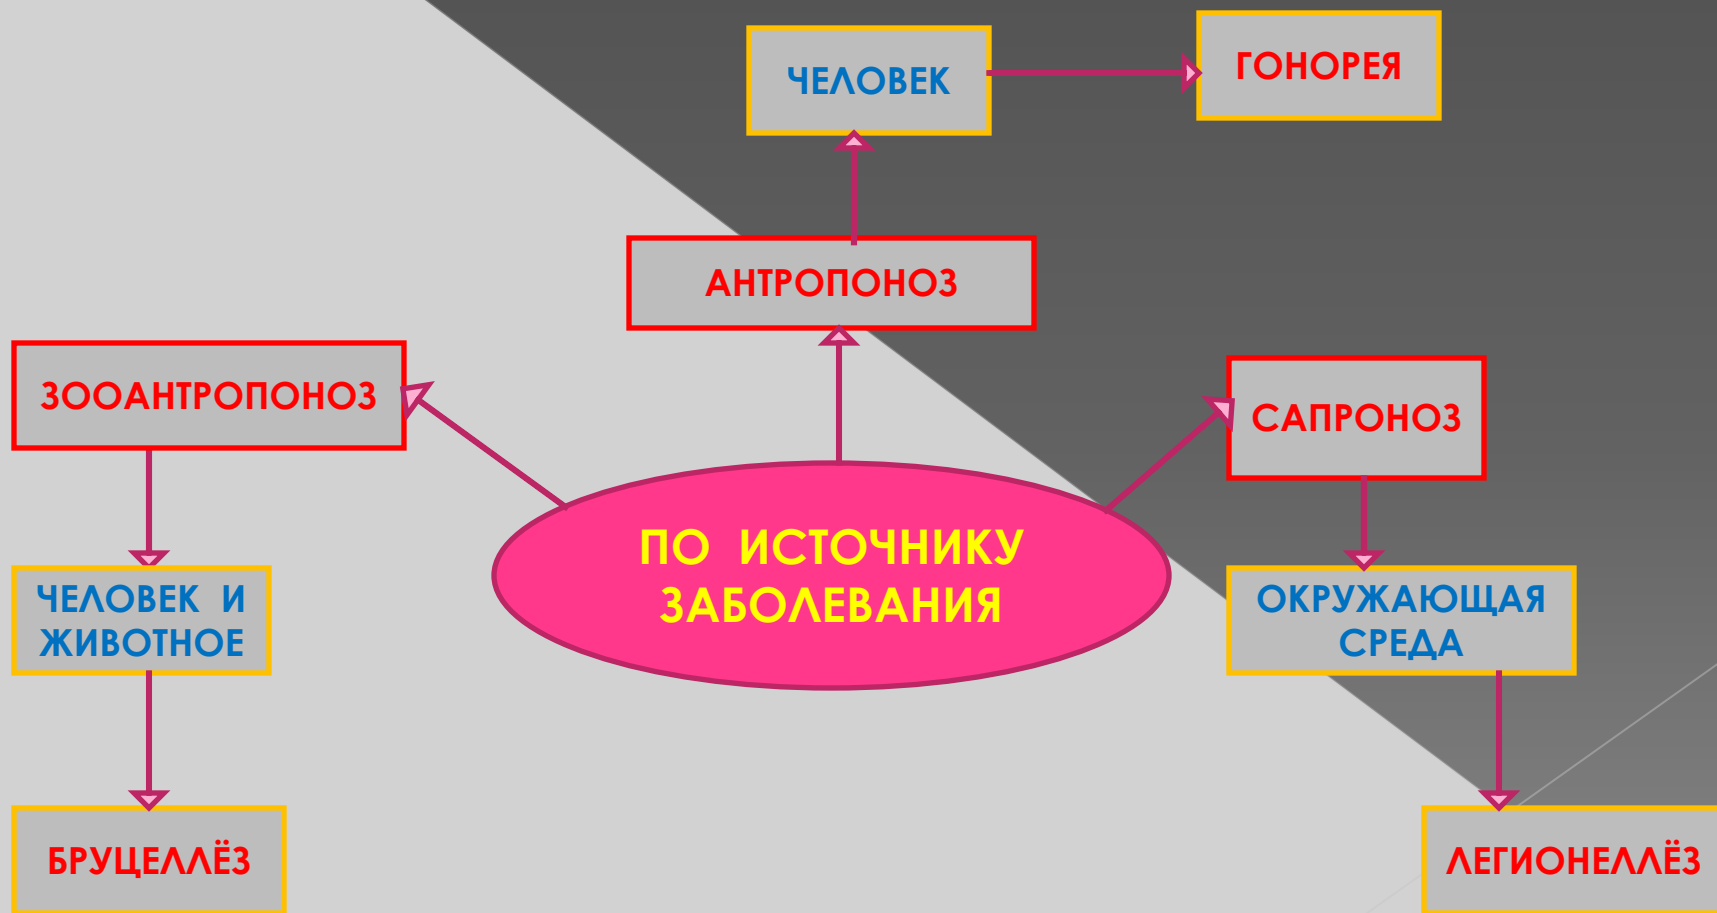 ЧЕЛОВЕК
ГОНОРЕЯ
АНТРОПОНОЗ
ЗООАНТРОПОНОЗ
САПРОНОЗ
ПО ИСТОЧНИКУ
ЗАБОЛЕВАНИЯ
ЧЕЛОВЕК И
ЖИВОТНОЕ
ОКРУЖАЮЩАЯ
СРЕДА
БРУЦЕЛЛЁЗ
ЛЕГИОНЕЛЛЁЗ